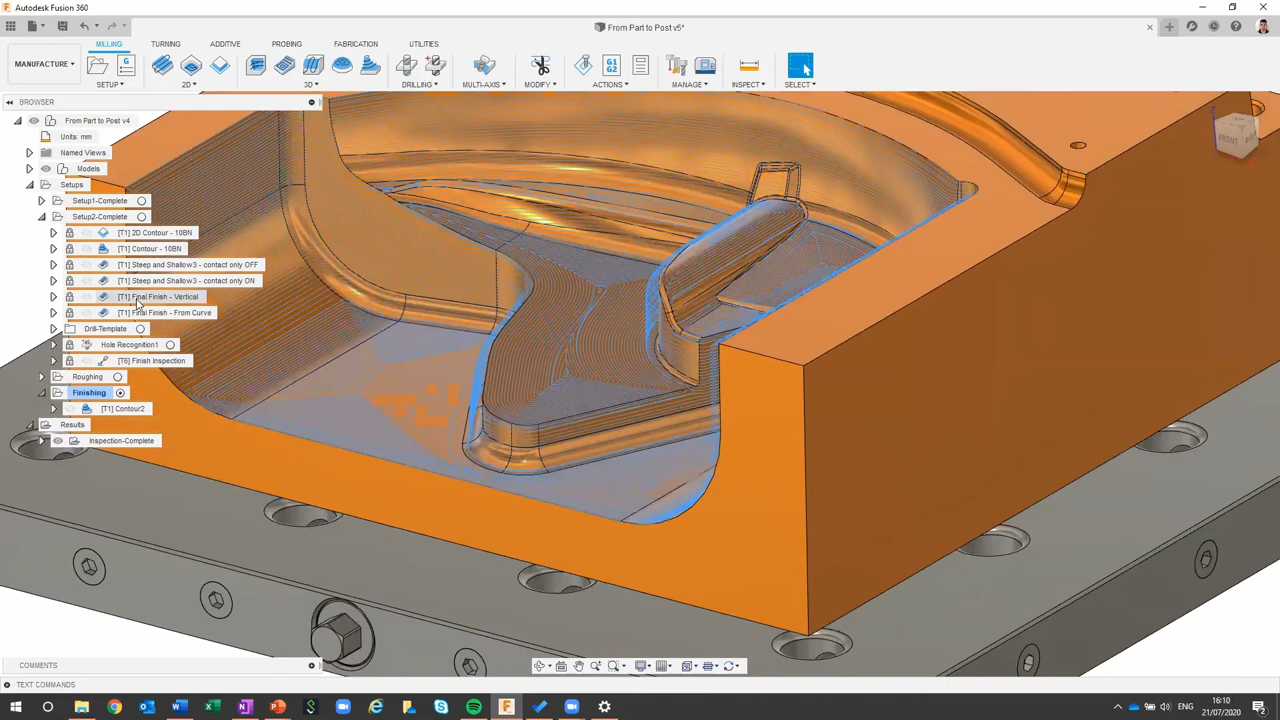 Autodesk Fusion 360
From Part to Post v5*
MILLING TURNING ADDITIVE PROBING FABRICATION UTILITIES
MANUFACTURE
SETUP 2D 3D DRILLING MULTI-AXIS MODIFY ACTIONS MANAGE INSPECT SELECT
G1 G2
BROWSER
From Part to Post v4
Units: mm
Named Views
Models
Setups
Setup1-Complete
Setup2-Complete
[T1] 2D Contour - 10BN
[T1] Contour - 10BN
[T1] Steep and Shallow3 - contact only OFF
[T1] Steep and Shallow3 - contact only ON
[T1] Final Finish - Vertical
[T1] Final Finish - From Curve
Drill-Template
Hole Recognition1
[T6] Finish Inspection
Roughing
Finishing
[T1] Contour2
Results
Inspection-Complete
FRONT
COMMENTS
TEXT COMMANDS
16:10
21/07/2020
2